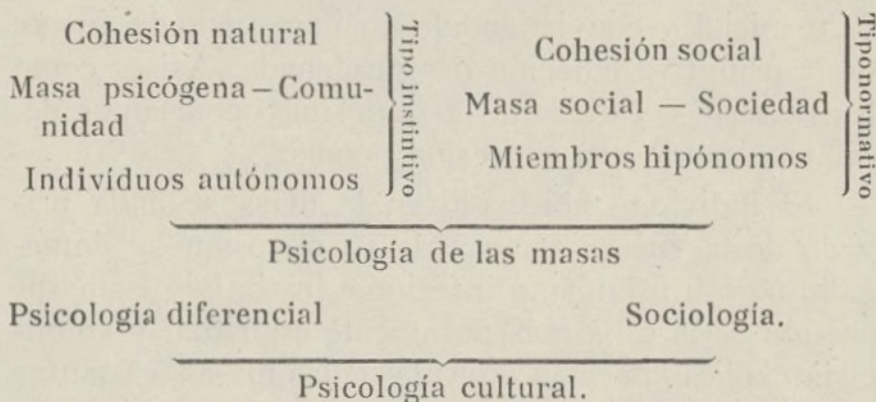 Cohesión natural
Masa psicógena — Comu-
nidad
Indivíduos autónomos
Tipo instintivo
Cohesión social
Masa social — Sociedad
Miembros hipónomos
Tipo normativo
Psicología de las masas
Psicología diferencial
Sociología.
Psicología cultural.